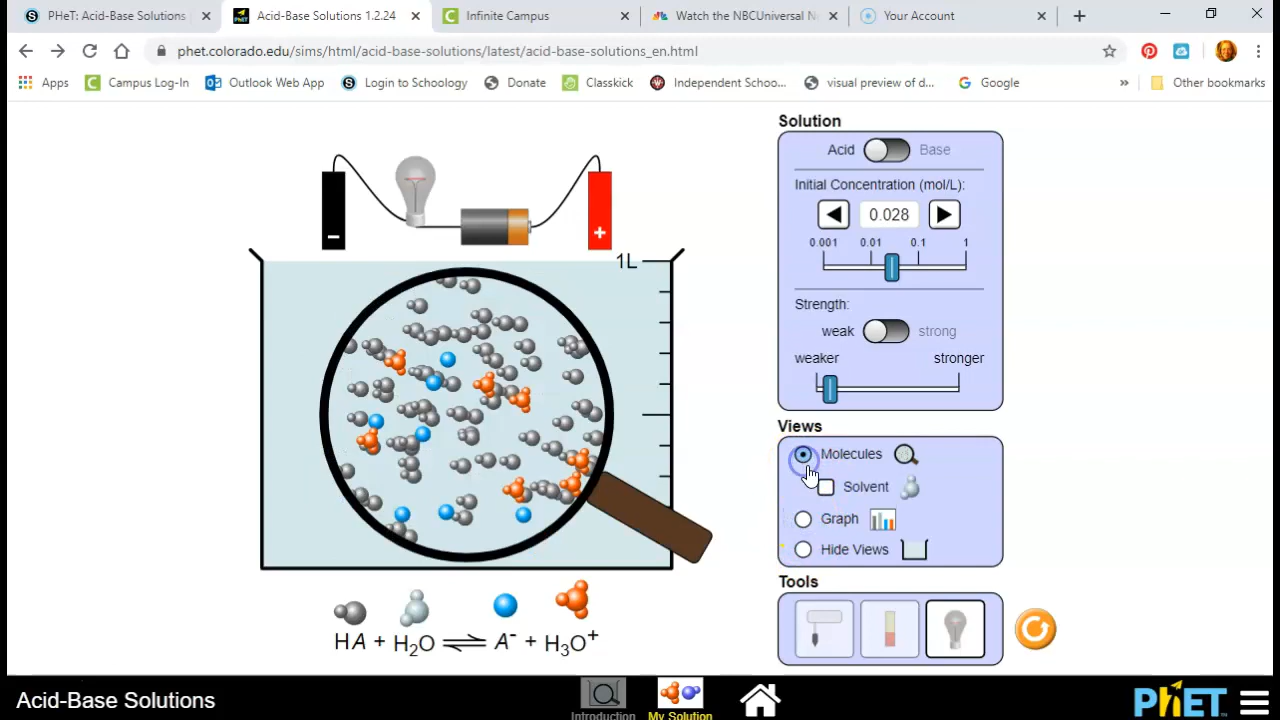 PHeT: Acid-Base Solutions
Acid-Base Solutions 1.2.24
Infinite Campus
Watch the NBCUniversal N
Your Account
phet.colorado.edu/sims/html/acid-base-solutions/latest/acid-base-solutions_en.html
Apps
Campus Log-In
Outlook Web App
Login to Schoology
Donate
Classkick
Independent Schoo...
visual preview of d...
Google
»
Other bookmarks
Solution
Acid
Base
Initial Concentration (mol/L):
0.028
0.001 0.01 0.1 1
Strength:
weak
strong
weaker
stronger
1L
Views
Molecules
Solvent
Graph
Hide Views
Tools
HA + H₂O ⇌ A⁻ + H₃O⁺
Acid-Base Solutions
Introduction
My Solution
PhET